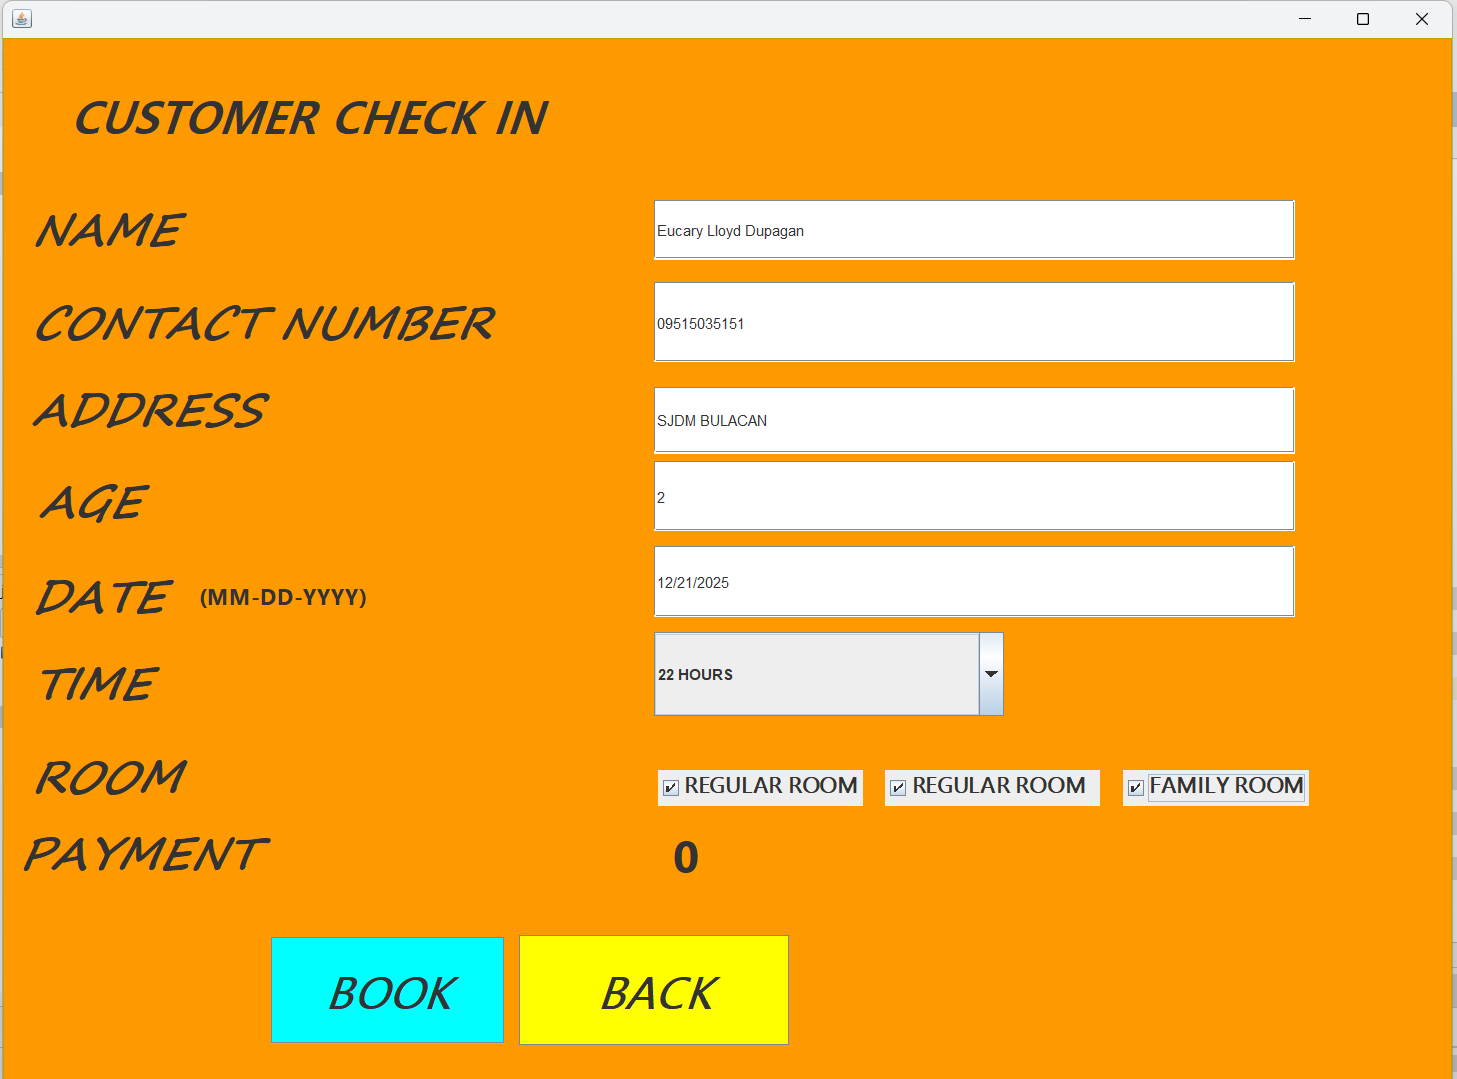 CUSTOMER CHECK IN
NAME
Eucary Lloyd Dupagan
CONTACT NUMBER
09515035151
ADDRESS
SJDM BULACAN
AGE
2
DATE (MM-DD-YYYY)
12/21/2025
TIME
22 HOURS
ROOM
REGULAR ROOM REGULAR ROOM FAMILY ROOM
PAYMENT
0
BOOK BACK